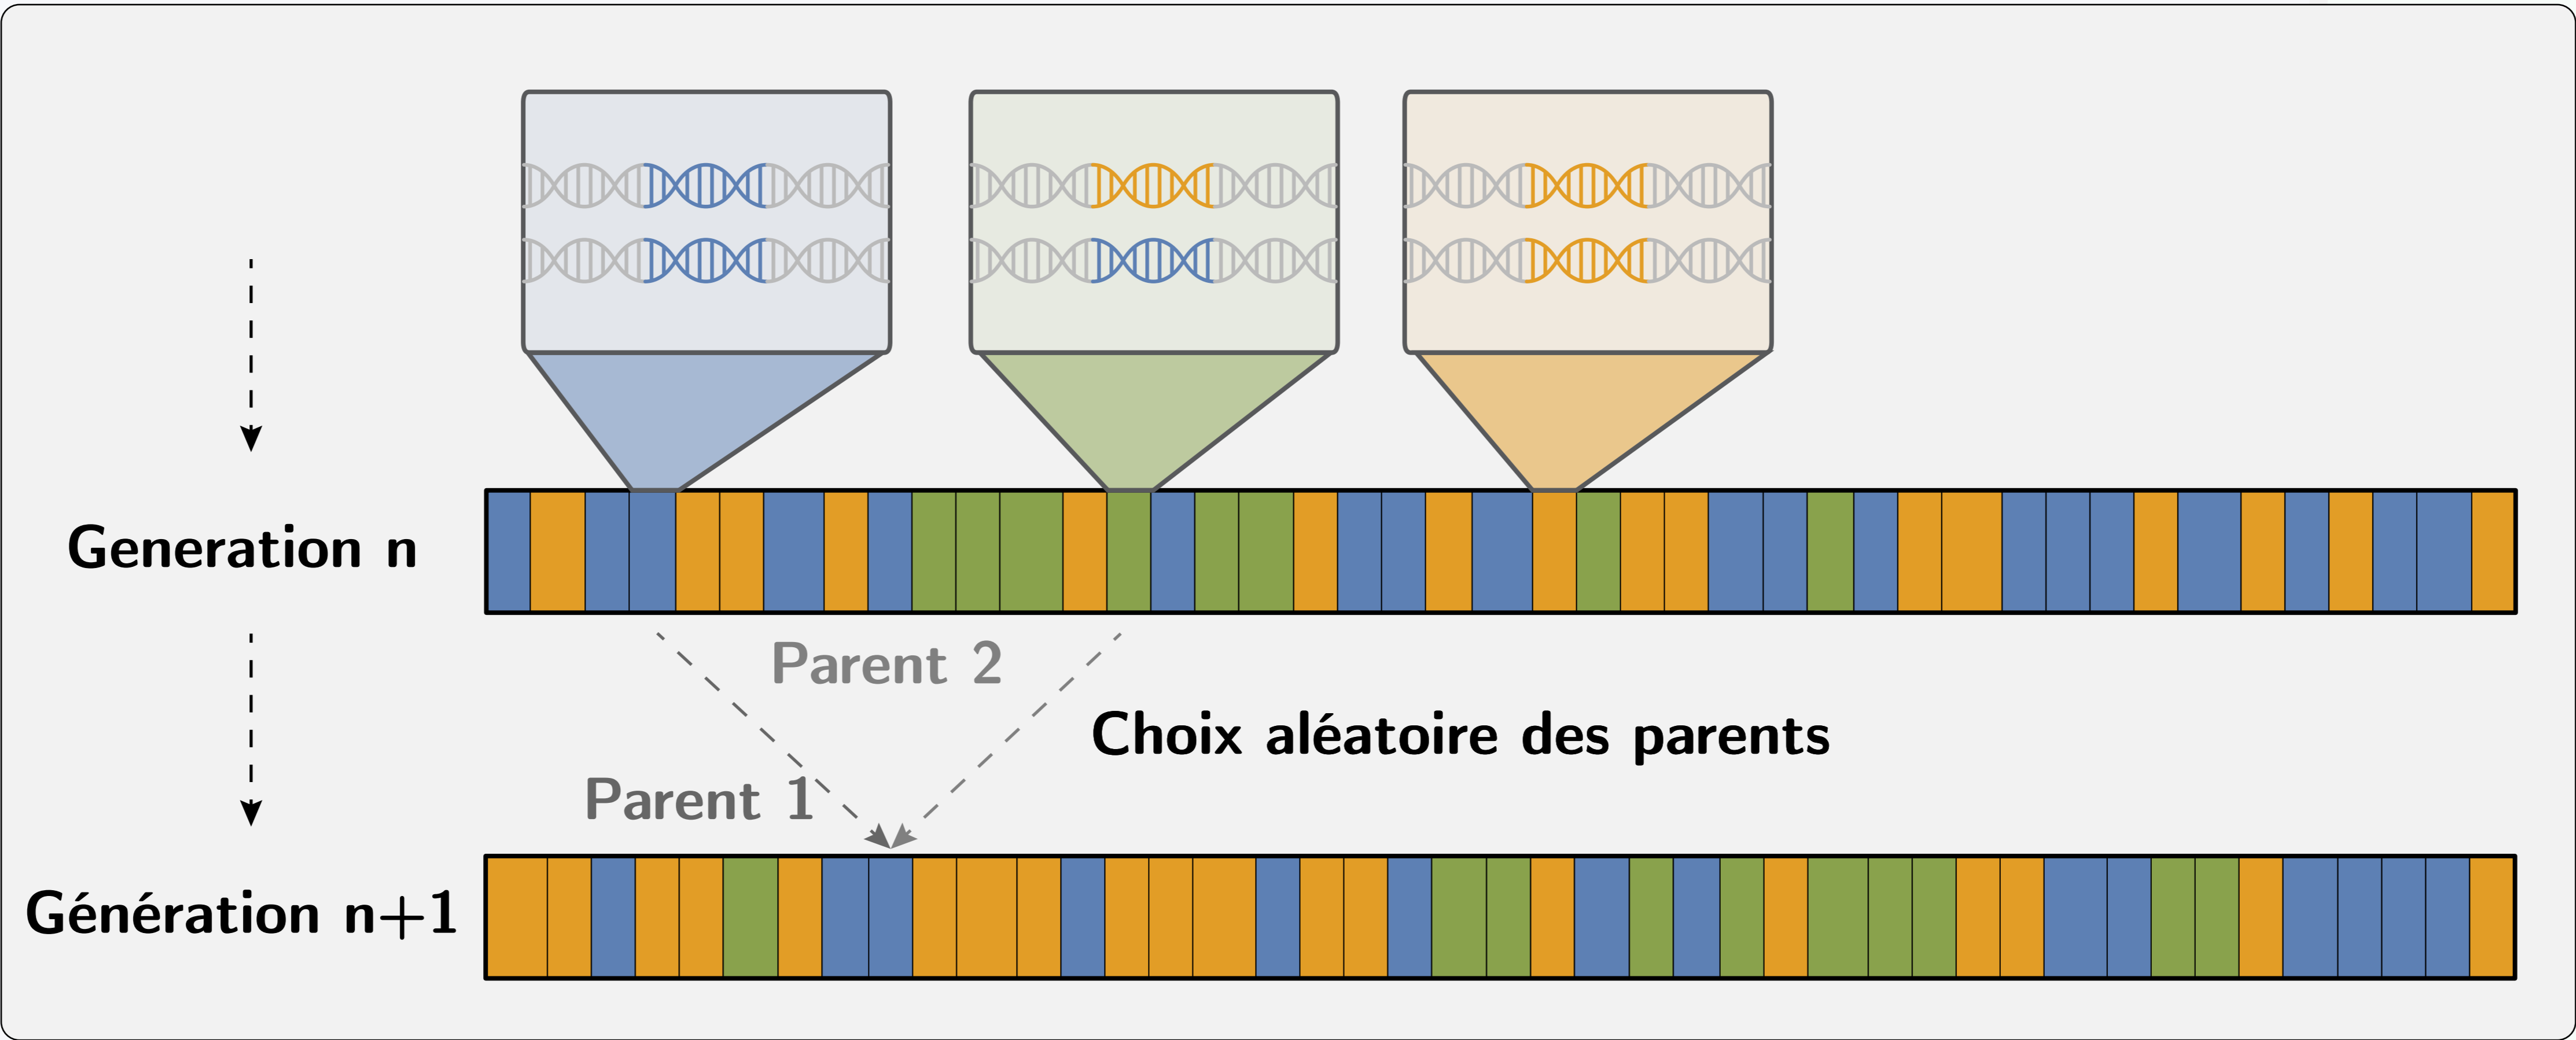 Generation n
Parent 2
Choix aléatoire des parents
Parent 1
Génération n+1